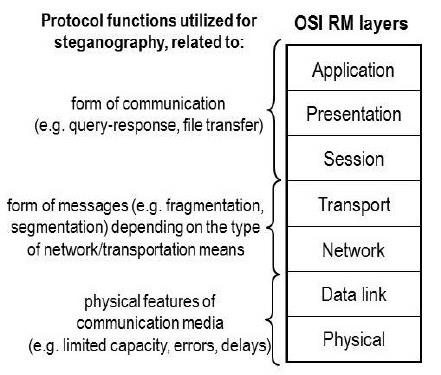 Protocol functions utilized for
steganography, related to:
OSI RM layers
form of communication
(e.g. query-response, file transfer)
form of messages (e.g. fragmentation,
segmentation) depending on the type
of network/transportation means
physical features of
communication media
(e.g. limited capacity, errors, delays)
Application
Presentation
Session
Transport
Network
Data link
Physical